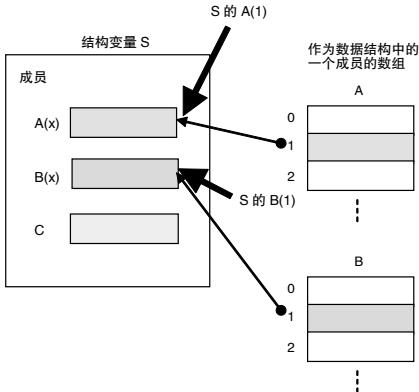 S 的 A(1)
结构变量 S
作为数据结构中的
一个成员的数组
成员
A
A(x)
0
1
2
B(x)
S 的 B(1)
C
B
0
1
2